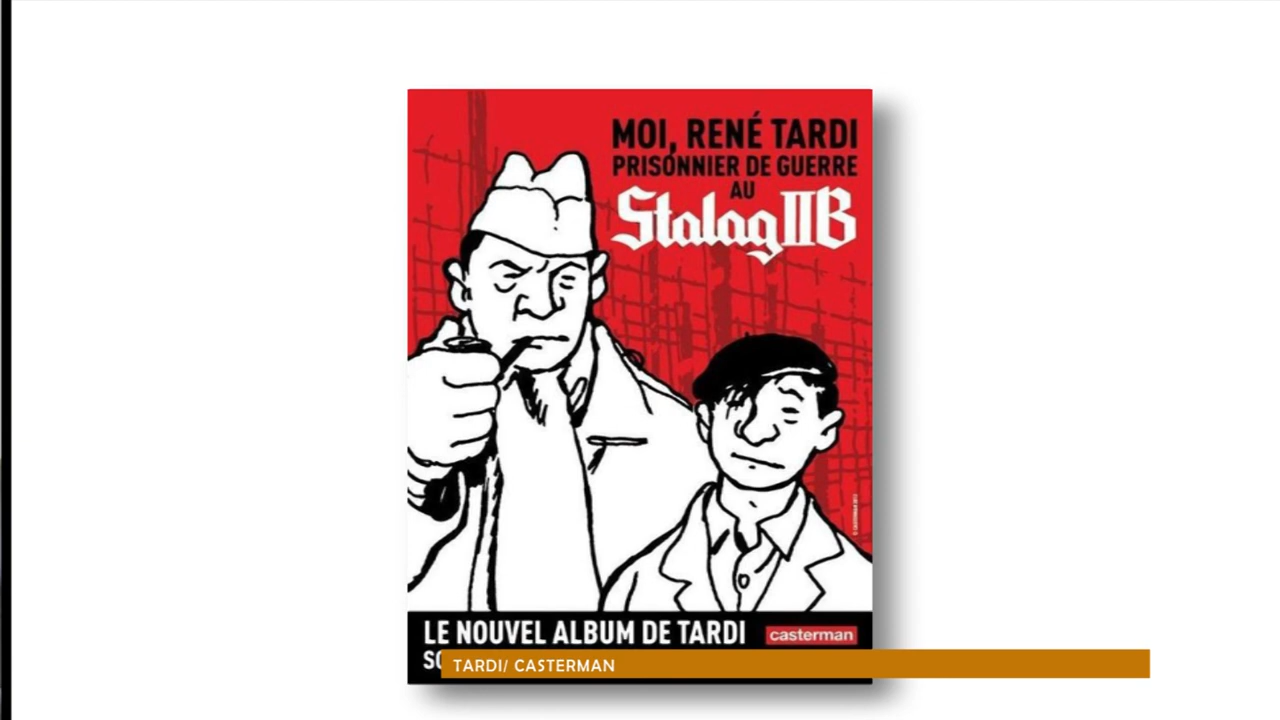 MOI, RENÉ TARDI
PRISONNIER DE GUERRE
AU
Stalag IIB
LE NOUVEL ALBUM DE TARDI
casterman
TARDI/ CASTERMAN